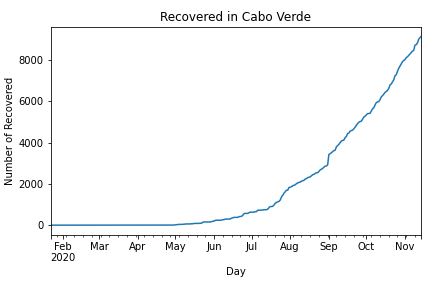 Recovered in Cabo Verde
Number of Recovered
8000
6000
4000
2000
0
Feb Mar Apr May Jun Jul Aug Sep Oct Nov
2020
Day